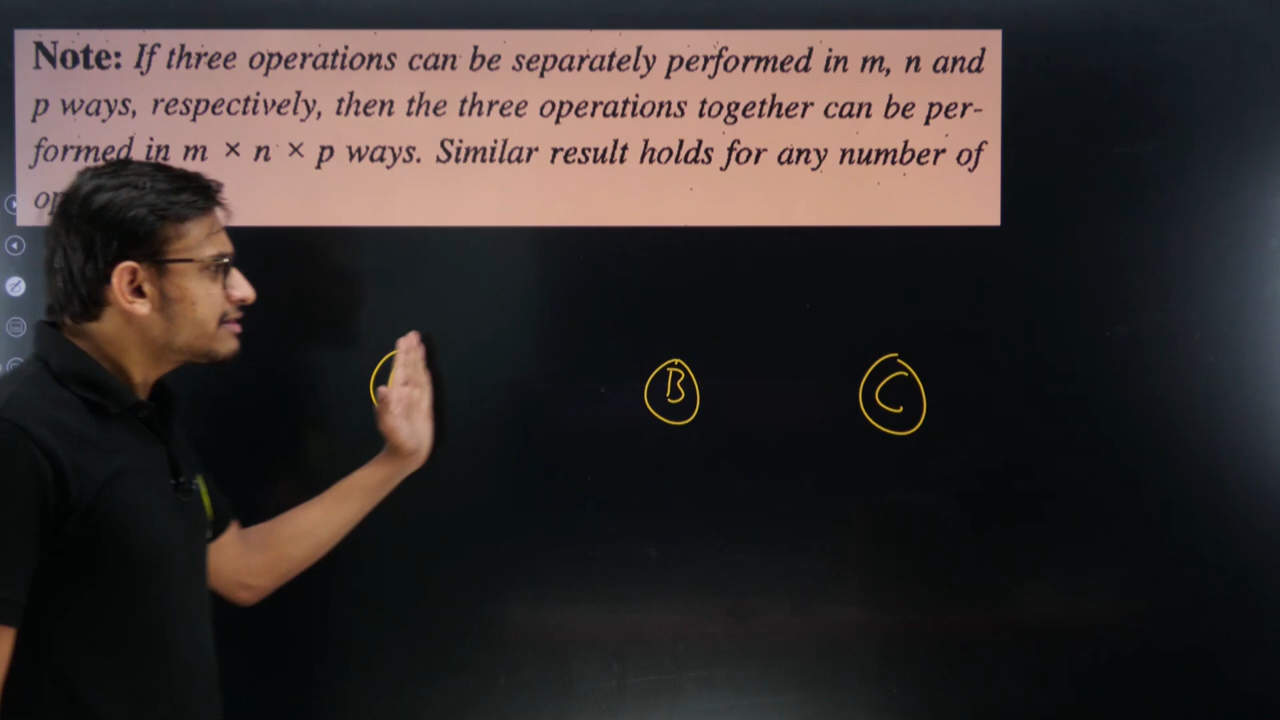 Note: If three operations can be separately performed in m, n and
p ways, respectively, then the three operations together can be per-
formed in m × n × p ways. Similar result holds for any number of
B C